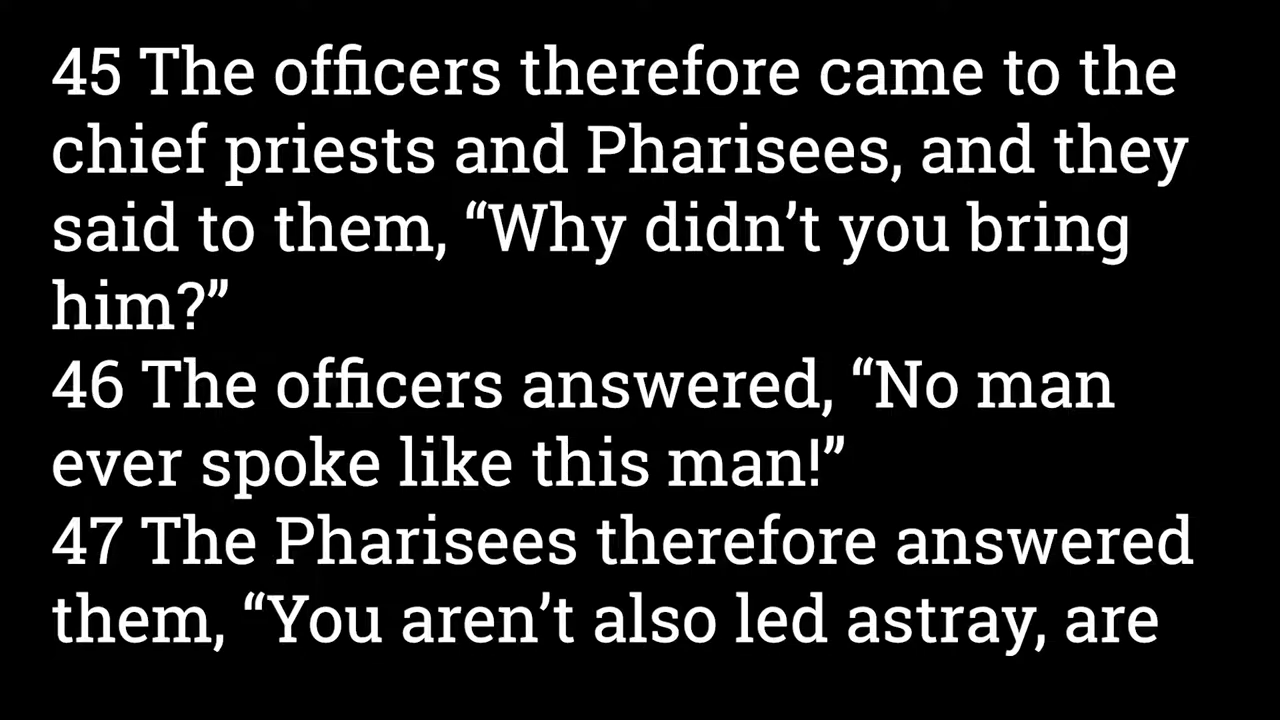 45 The officers therefore came to the
chief priests and Pharisees, and they
said to them, “Why didn’t you bring
him?”
46 The officers answered, “No man
ever spoke like this man!”
47 The Pharisees therefore answered
them, “You aren’t also led astray, are